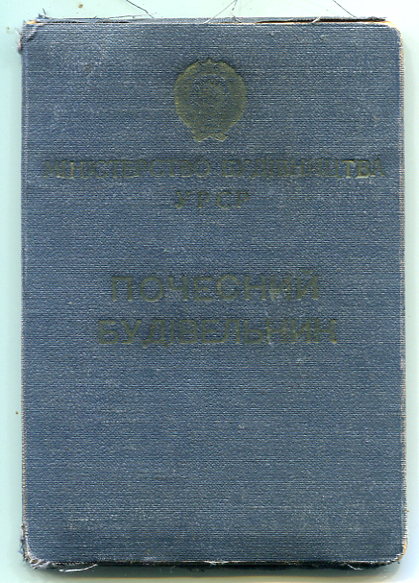 МІНІСТЕРСТВО БУДІВНИЦТВА
УРСР
ПОЧЕСНИЙ
БУДІВЕЛЬНИК